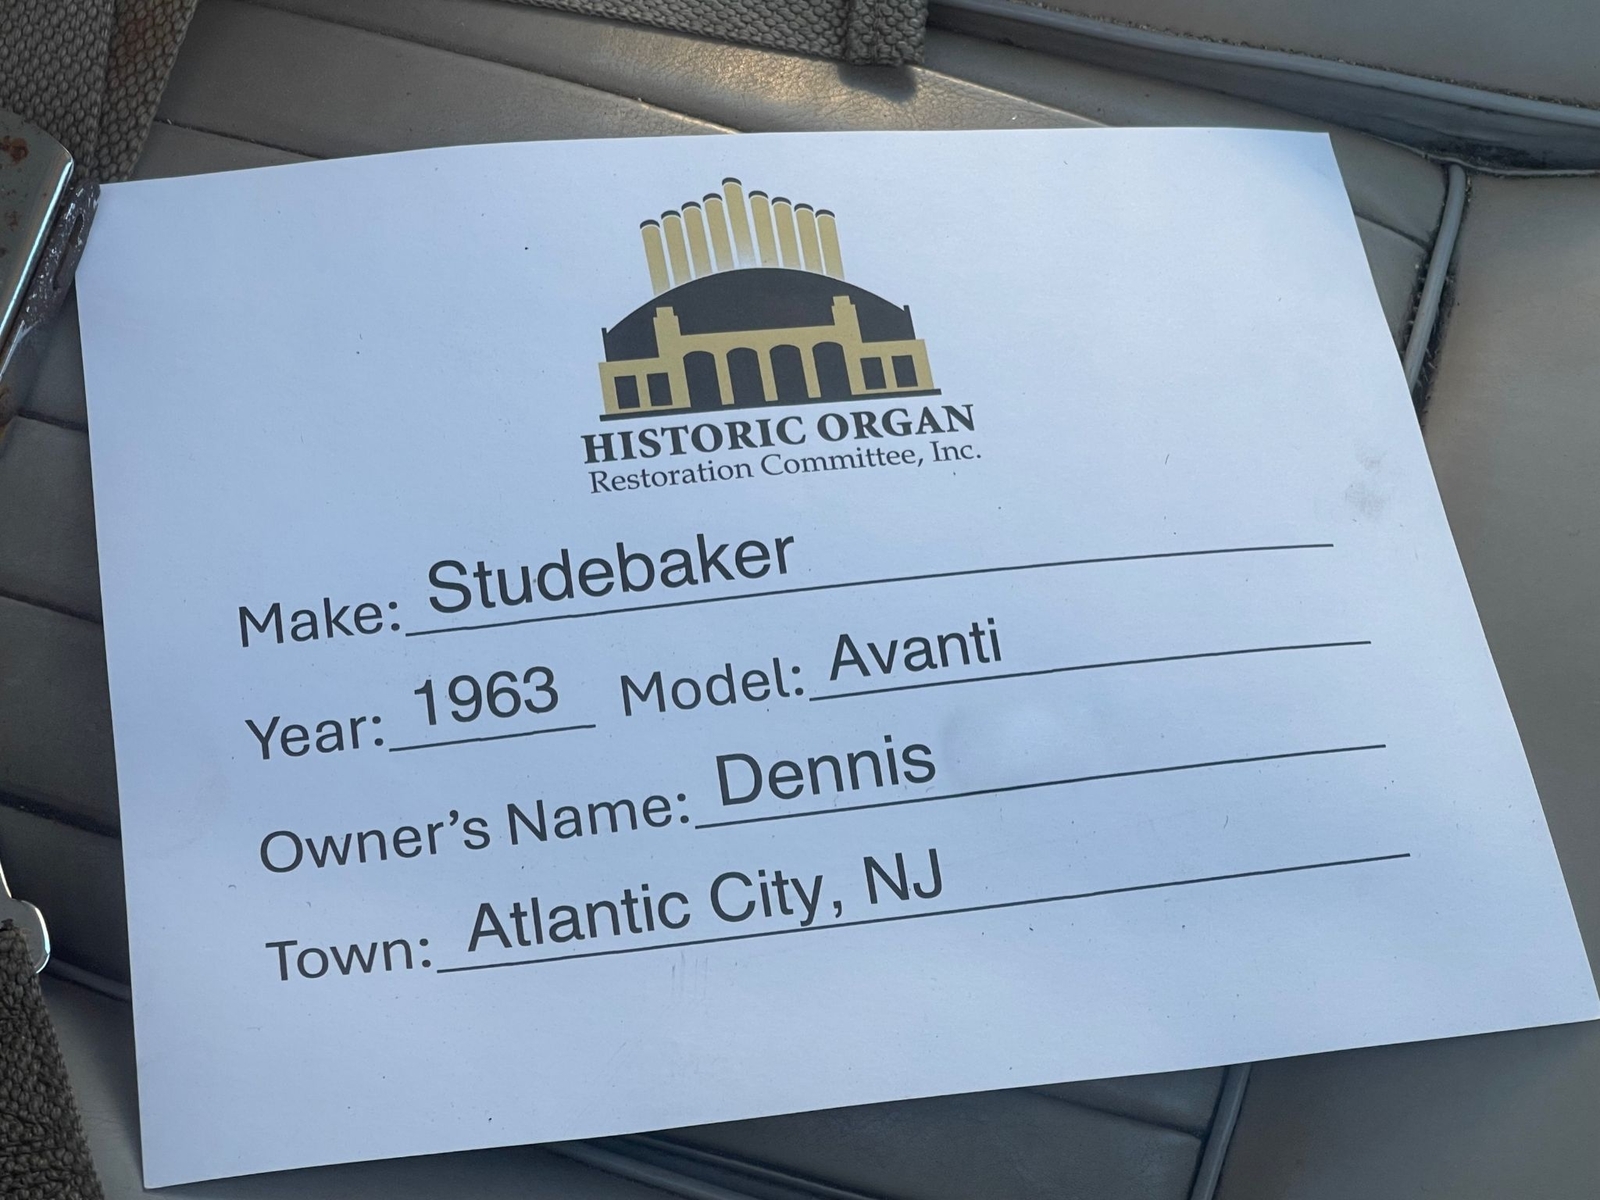 HISTORIC ORGAN
Restoration Committee, Inc.
Make: Studebaker
Year: 1963 Model: Avanti
Owner's Name: Dennis
Town: Atlantic City, NJ